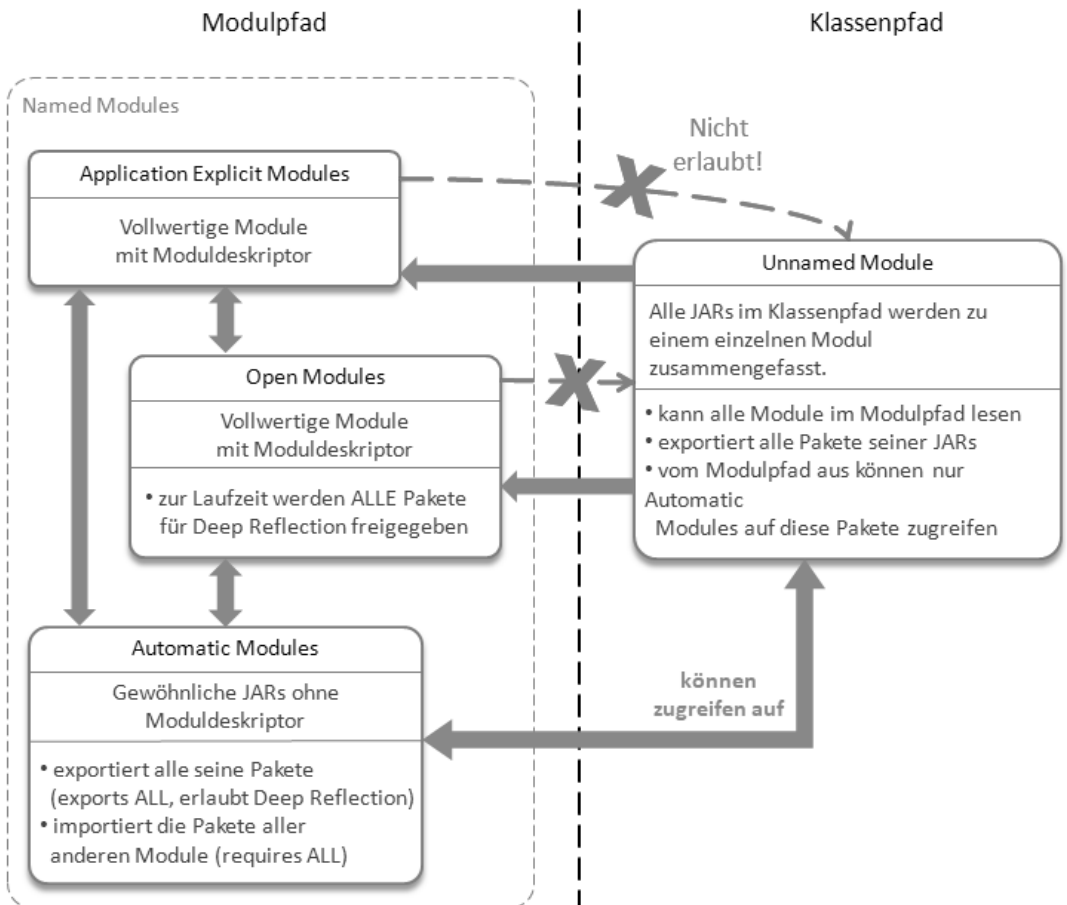 Modulpfad
Klassenpfad
Named Modules
Nicht
erlaubt!
Application Explicit Modules
Vollwertige Module
mit Moduldeskriptor
Unnamed Module
Alle JARs im Klassenpfad werden zu
einem einzelnen Modul
zusammengefasst.
• kann alle Module im Modulpfad lesen
• exportiert alle Pakete seiner JARs
• vom Modulpfad aus können nur
Automatic
Modules auf diese Pakete zugreifen
Open Modules
Vollwertige Module
mit Moduldeskriptor
• zur Laufzeit werden ALLE Pakete
für Deep Reflection freigegeben
Automatic Modules
Gewöhnliche JARs ohne
Moduldeskriptor
• exportiert alle seine Pakete
(exports ALL, erlaubt Deep Reflection)
• importiert die Pakete aller
anderen Module (requires ALL)
können
zugreifen auf